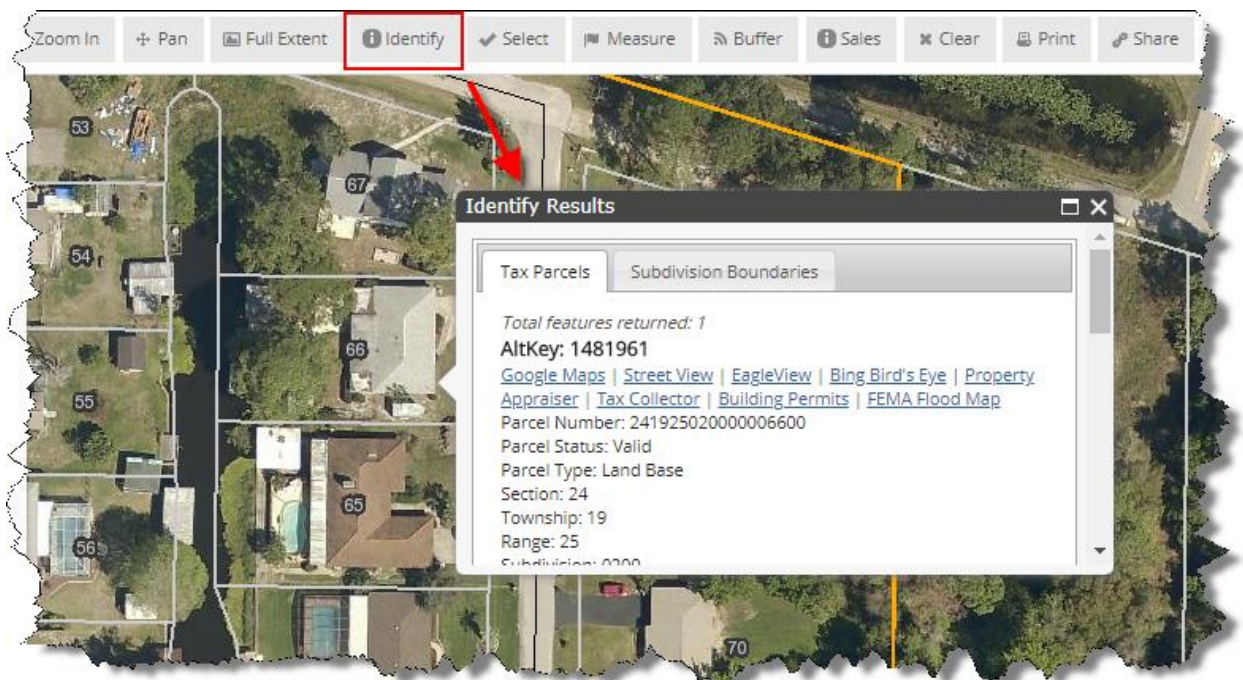 Zoom In Pan Full Extent Identify Select Measure Buffer Sales Clear Print Share
53
67
Identify Results
Tax Parcels Subdivision Boundaries
54
Total features returned: 1
AltKey: 1481961
66
Google Maps | Street View | EagleView | Bing Bird's Eye | Property
Appraiser | Tax Collector | Building Permits | FEMA Flood Map
55
Parcel Number: 241925020000006600
Parcel Status: Valid
Parcel Type: Land Base
Section: 24
65
Township: 19
56
Range: 25
Subdivision: 0200
70